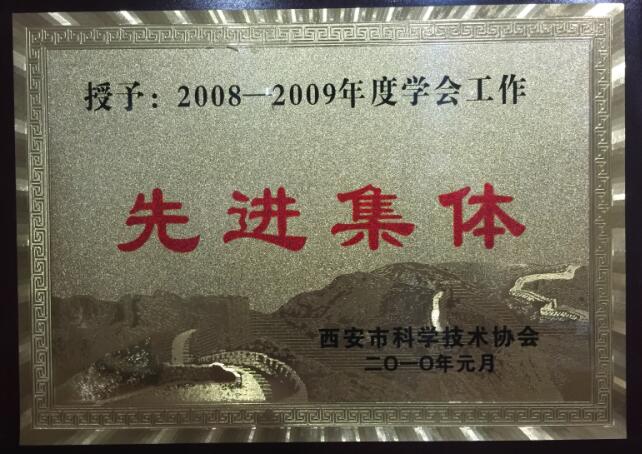 授予：2008—2009年度学会工作
先进集体
西安市科学技术协会
二〇一〇年元月